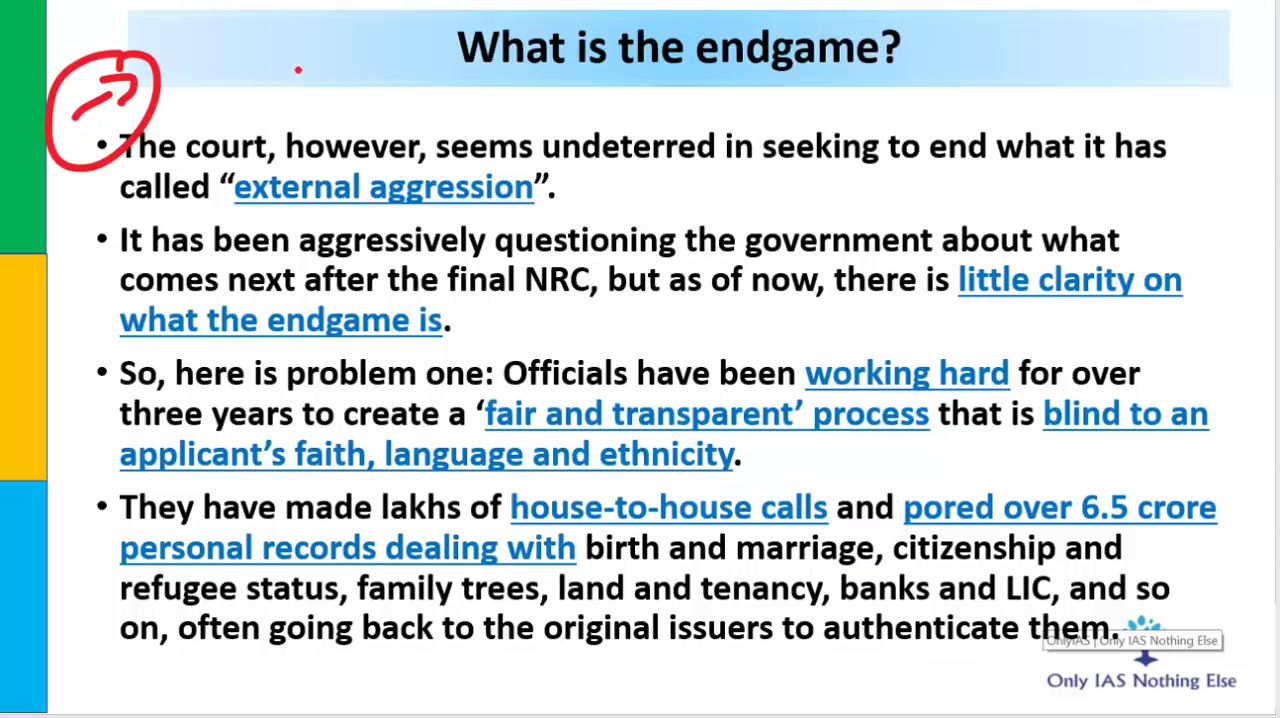 What is the endgame?
• The court, however, seems undeterred in seeking to end what it has
called “external aggression”.
• It has been aggressively questioning the government about what
comes next after the final NRC, but as of now, there is little clarity on
what the endgame is.
• So, here is problem one: Officials have been working hard for over
three years to create a ‘fair and transparent’ process that is blind to an
applicant’s faith, language and ethnicity.
• They have made lakhs of house-to-house calls and pored over 6.5 crore
personal records dealing with birth and marriage, citizenship and
refugee status, family trees, land and tenancy, banks and LIC, and so
on, often going back to the original issuers to authenticate them.
OnlyIAS | Only IAS Nothing Else
Only IAS Nothing Else